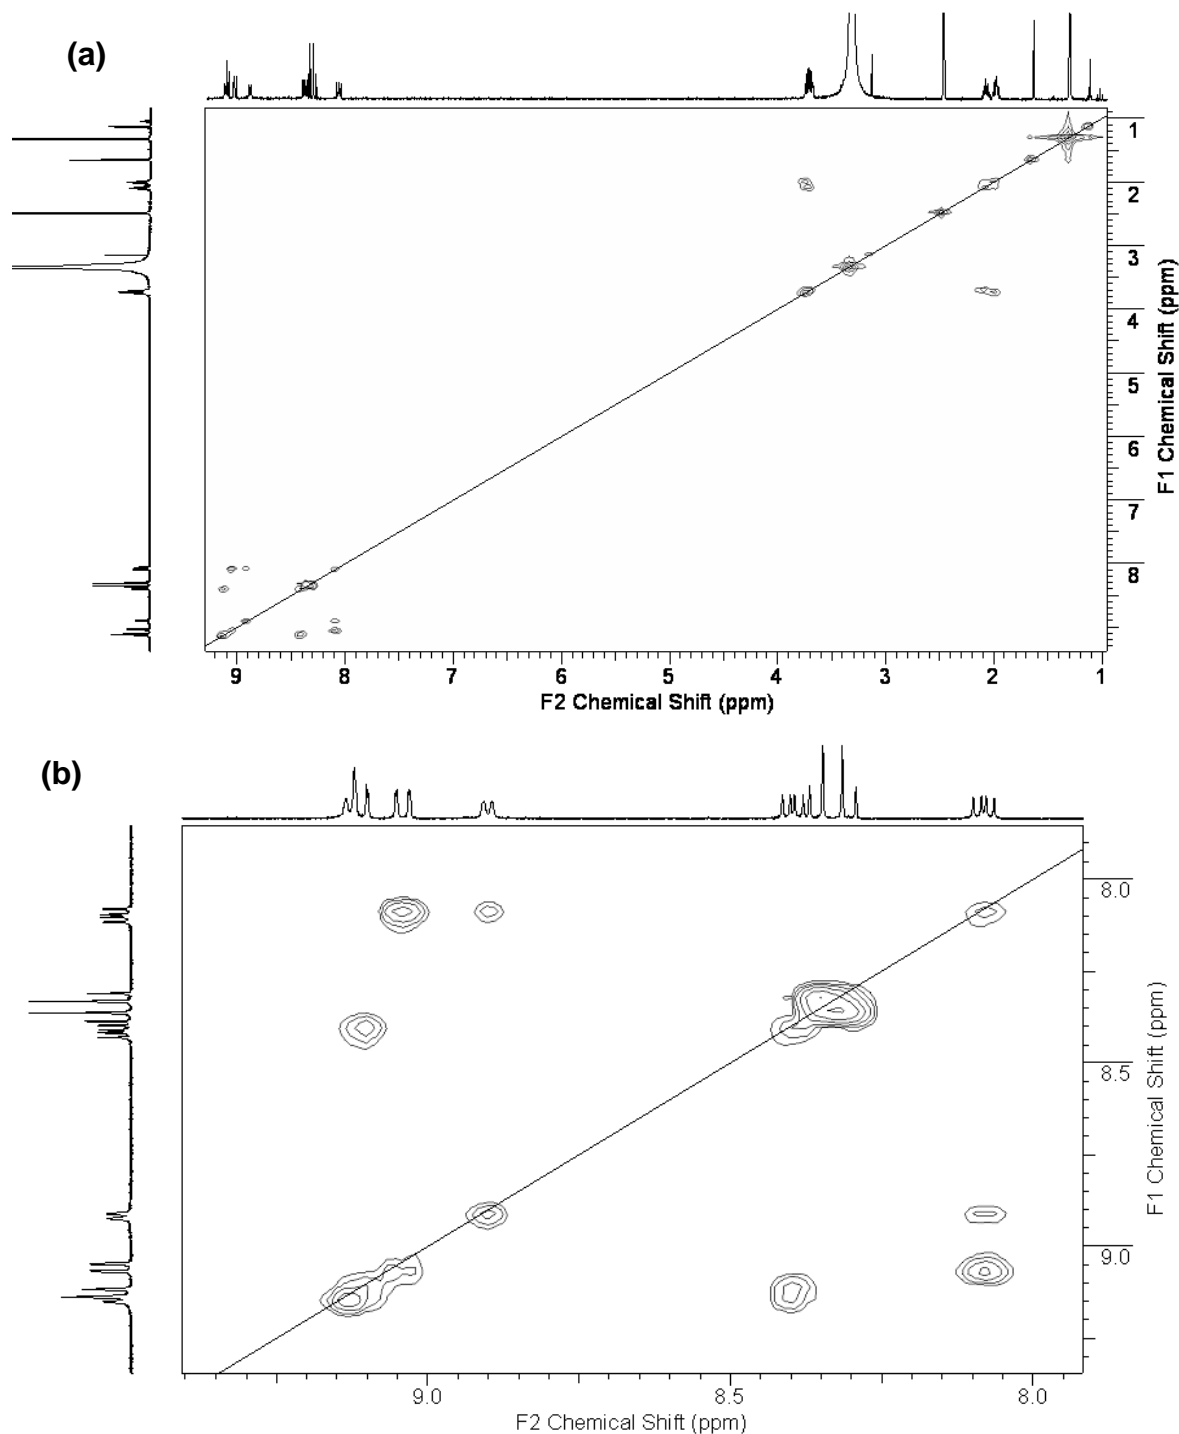 (a)
1
2
3
4
5
6
7
8
F1 Chemical Shift (ppm)
9 8 7 6 5 4 3 2 1
F2 Chemical Shift (ppm)
(b)
8.0
8.5
9.0
F1 Chemical Shift (ppm)
9.0 8.5 8.0
F2 Chemical Shift (ppm)